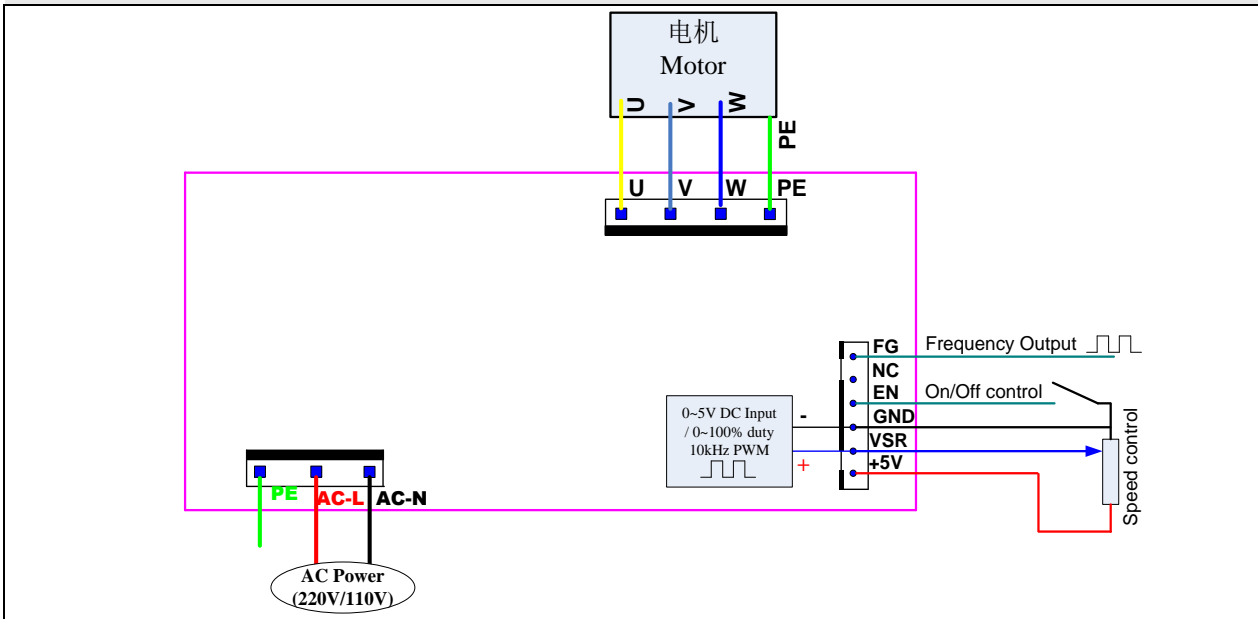 电机
Motor
U
V
W
PE
U
V
W
PE
FG
Frequency Output
NC
EN
On/Off control
GND
VSR
+5V
Speed control
0~5V DC Input
/ 0~100% duty
10kHz PWM
-
+
PE
AC-L
AC-N
AC Power
(220V/110V)